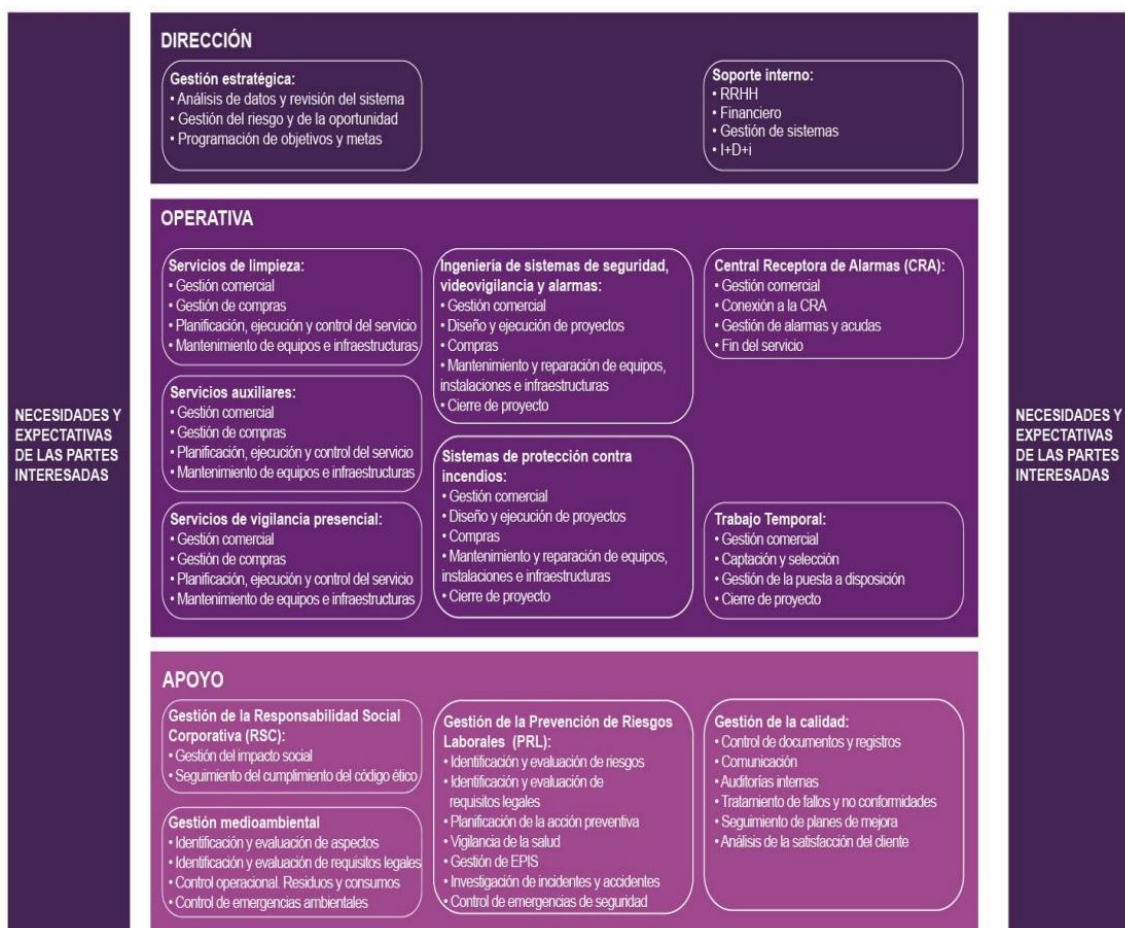 NECESIDADES Y
EXPECTATIVAS
DE LAS PARTES
INTERESADAS
DIRECCIÓN
Gestión estratégica:
• Análisis de datos y revisión del sistema
• Gestión del riesgo y de la oportunidad
• Programación de objetivos y metas
Soporte interno:
• RRHH
• Financiero
• Gestión de sistemas
• I+D+i
OPERATIVA
Servicios de limpieza:
• Gestión comercial
• Gestión de compras
• Planificación, ejecución y control del servicio
• Mantenimiento de equipos e infraestructuras
Servicios auxiliares:
• Gestión comercial
• Gestión de compras
• Planificación, ejecución y control del servicio
• Mantenimiento de equipos e infraestructuras
Servicios de vigilancia presencial:
• Gestión comercial
• Gestión de compras
• Planificación, ejecución y control del servicio
• Mantenimiento de equipos e infraestructuras
Ingeniería de sistemas de seguridad,
videovigilancia y alarmas:
• Gestión comercial
• Diseño y ejecución de proyectos
• Compras
• Mantenimiento y reparación de equipos,
instalaciones e infraestructuras
• Cierre de proyecto
Sistemas de protección contra
incendios:
• Gestión comercial
• Diseño y ejecución de proyectos
• Compras
• Mantenimiento y reparación de equipos,
instalaciones e infraestructuras
• Cierre de proyecto
Central Receptora de Alarmas (CRA):
• Gestión comercial
• Conexión a la CRA
• Gestión de alarmas y acudas
• Fin del servicio
Trabajo Temporal:
• Gestión comercial
• Captación y selección
• Gestión de la puesta a disposición
• Cierre de proyecto
APOYO
Gestión de la Responsabilidad Social
Corporativa (RSC):
• Gestión del impacto social
• Seguimiento del cumplimiento del código ético
Gestión medioambiental
• Identificación y evaluación de aspectos
• Identificación y evaluación de requisitos legales
• Control operacional. Residuos y consumos
• Control de emergencias ambientales
Gestión de la Prevención de Riesgos
Laborales (PRL):
• Identificación y evaluación de riesgos
• Identificación y evaluación de
requisitos legales
• Planificación de la acción preventiva
• Vigilancia de la salud
• Gestión de EPIS
• Investigación de incidentes y accidentes
• Control de emergencias de seguridad
Gestión de la calidad:
• Control de documentos y registros
• Comunicación
• Auditorías internas
• Tratamiento de fallos y no conformidades
• Seguimiento de planes de mejora
• Análisis de la satisfacción del cliente
NECESIDADES Y
EXPECTATIVAS
DE LAS PARTES
INTERESADAS